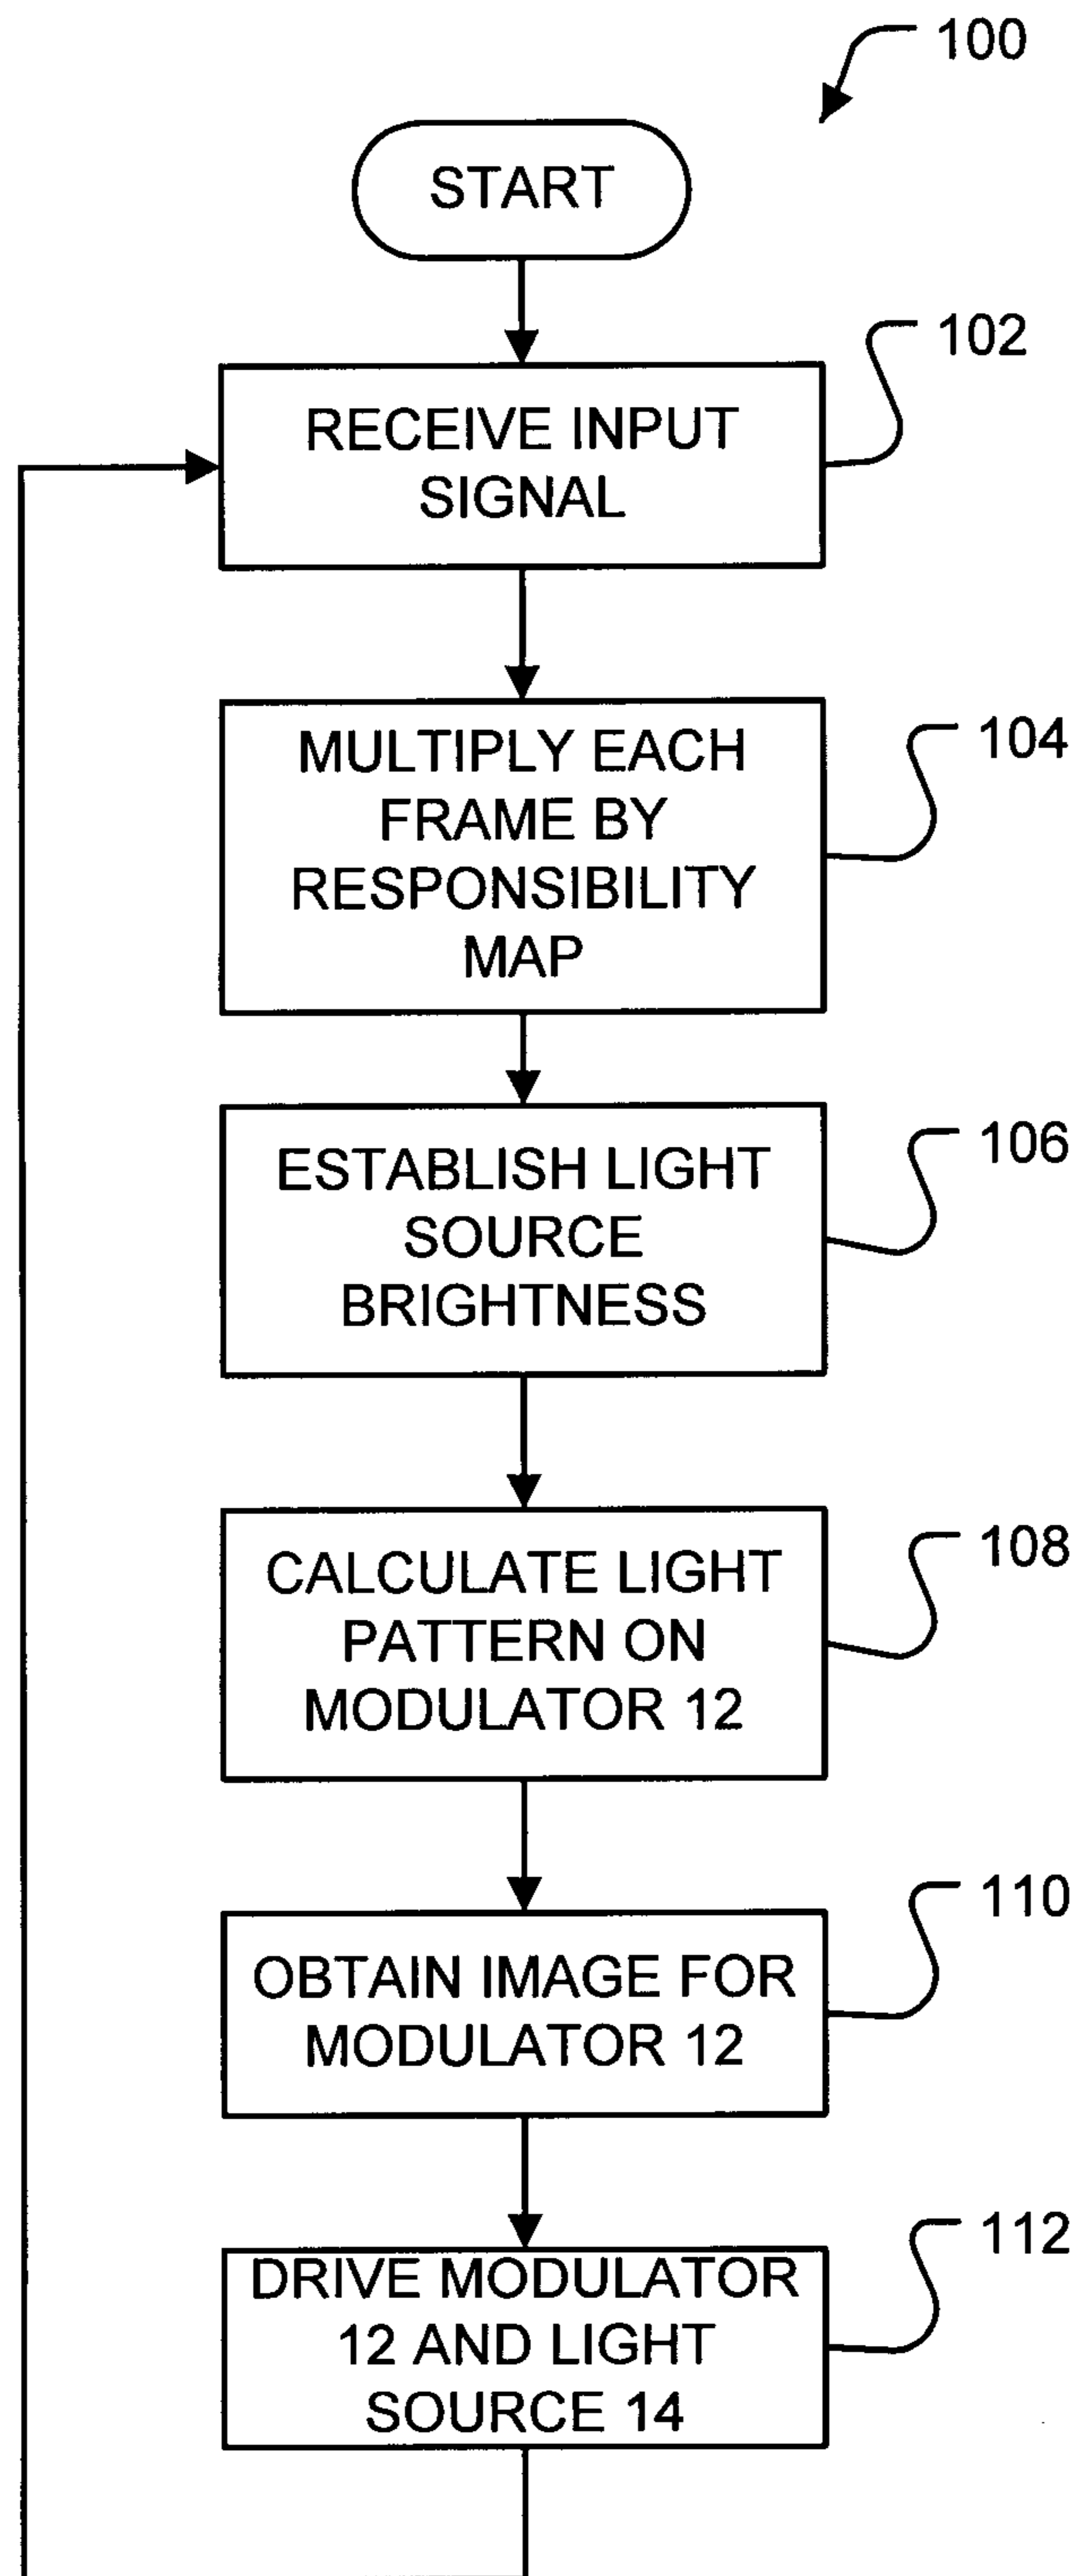 100
START
102
RECEIVE INPUT
SIGNAL
104
MULTIPLY EACH
FRAME BY
RESPONSIBILITY
MAP
106
ESTABLISH LIGHT
SOURCE
BRIGHTNESS
108
CALCULATE LIGHT
PATTERN ON
MODULATOR 12
110
OBTAIN IMAGE FOR
MODULATOR 12
112
DRIVE MODULATOR
12 AND LIGHT
SOURCE 14